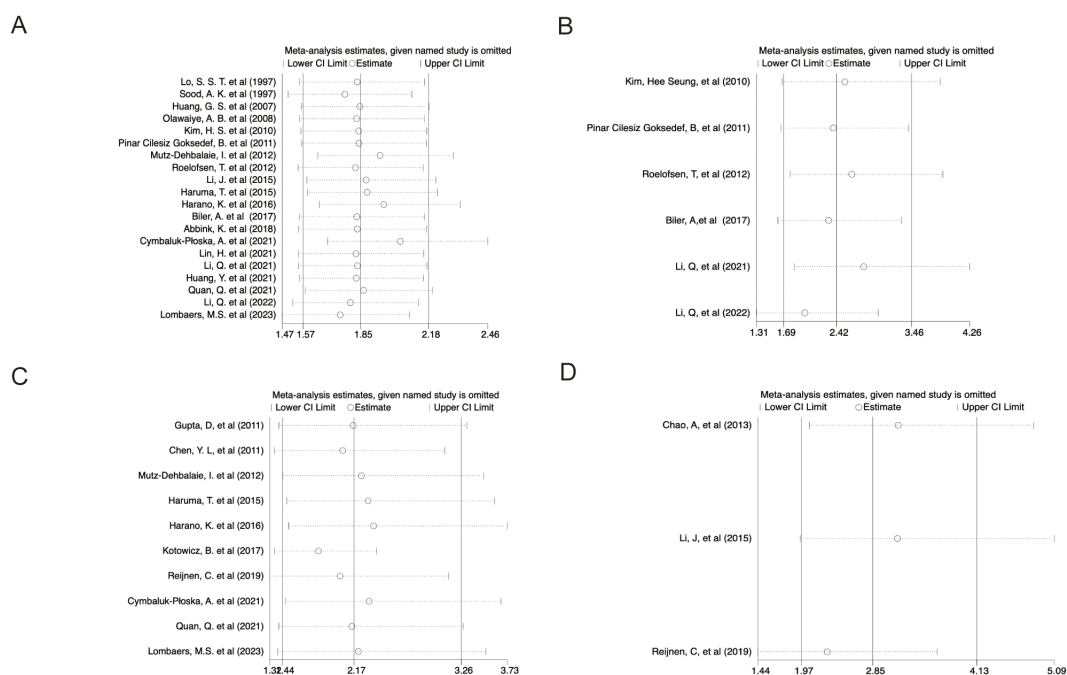 A
Meta-analysis estimates, given named study is omitted
Lower CI Limit Estimate Upper CI Limit
Lo, S. S. T. et al (1997)
Sood, A. K. et al (1997)
Huang, G. S. et al (2007)
Olawaiye, A. B. et al (2008)
Kim, H. S. et al (2010)
Pinar Cilesiz Goksedef, B. et al (2011)
Mutz-Dehbalaie, I. et al (2012)
Roelofsen, T. et al (2012)
Li, J. et al (2015)
Haruma, T. et al (2015)
Harano, K. et al (2016)
Biler, A. et al (2017)
Abbink, K. et al (2018)
Cymbaluk-Płoska, A. et al (2021)
Lin, H. et al (2021)
Li, Q. et al (2021)
Huang, Y. et al (2021)
Quan, Q. et al (2021)
Li, Q. et al (2022)
Lombaers, M.S. et al (2023)
1.47 1.57 1.85 2.18 2.46
B
Meta-analysis estimates, given named study is omitted
Lower CI Limit Estimate Upper CI Limit
Kim, Hee Seung, et al (2010)
Pinar Cilesiz Goksedef, B, et al (2011)
Roelofsen, T, et al (2012)
Biler, A,et al (2017)
Li, Q, et al (2021)
Li, Q, et al (2022)
1.31 1.69 2.42 3.46 4.26
C
Meta-analysis estimates, given named study is omitted
Lower CI Limit Estimate Upper CI Limit
Gupta, D, et al (2011)
Chen, Y. L, et al (2011)
Mutz-Dehbalaie, I. et al (2012)
Haruma, T. et al (2015)
Harano, K. et al (2016)
Kotowicz, B. et al (2017)
Reijnen, C. et al (2019)
Cymbaluk-Płoska, A. et al (2021)
Quan, Q. et al (2021)
Lombaers, M.S. et al (2023)
2.17 3.26 3.73
D
Meta-analysis estimates, given named study is omitted
Lower CI Limit Estimate Upper CI Limit
Chao, A, et al (2013)
Li, J, et al (2015)
Reijnen, C, et al (2019)
1.44 1.97 2.85 4.13 5.09